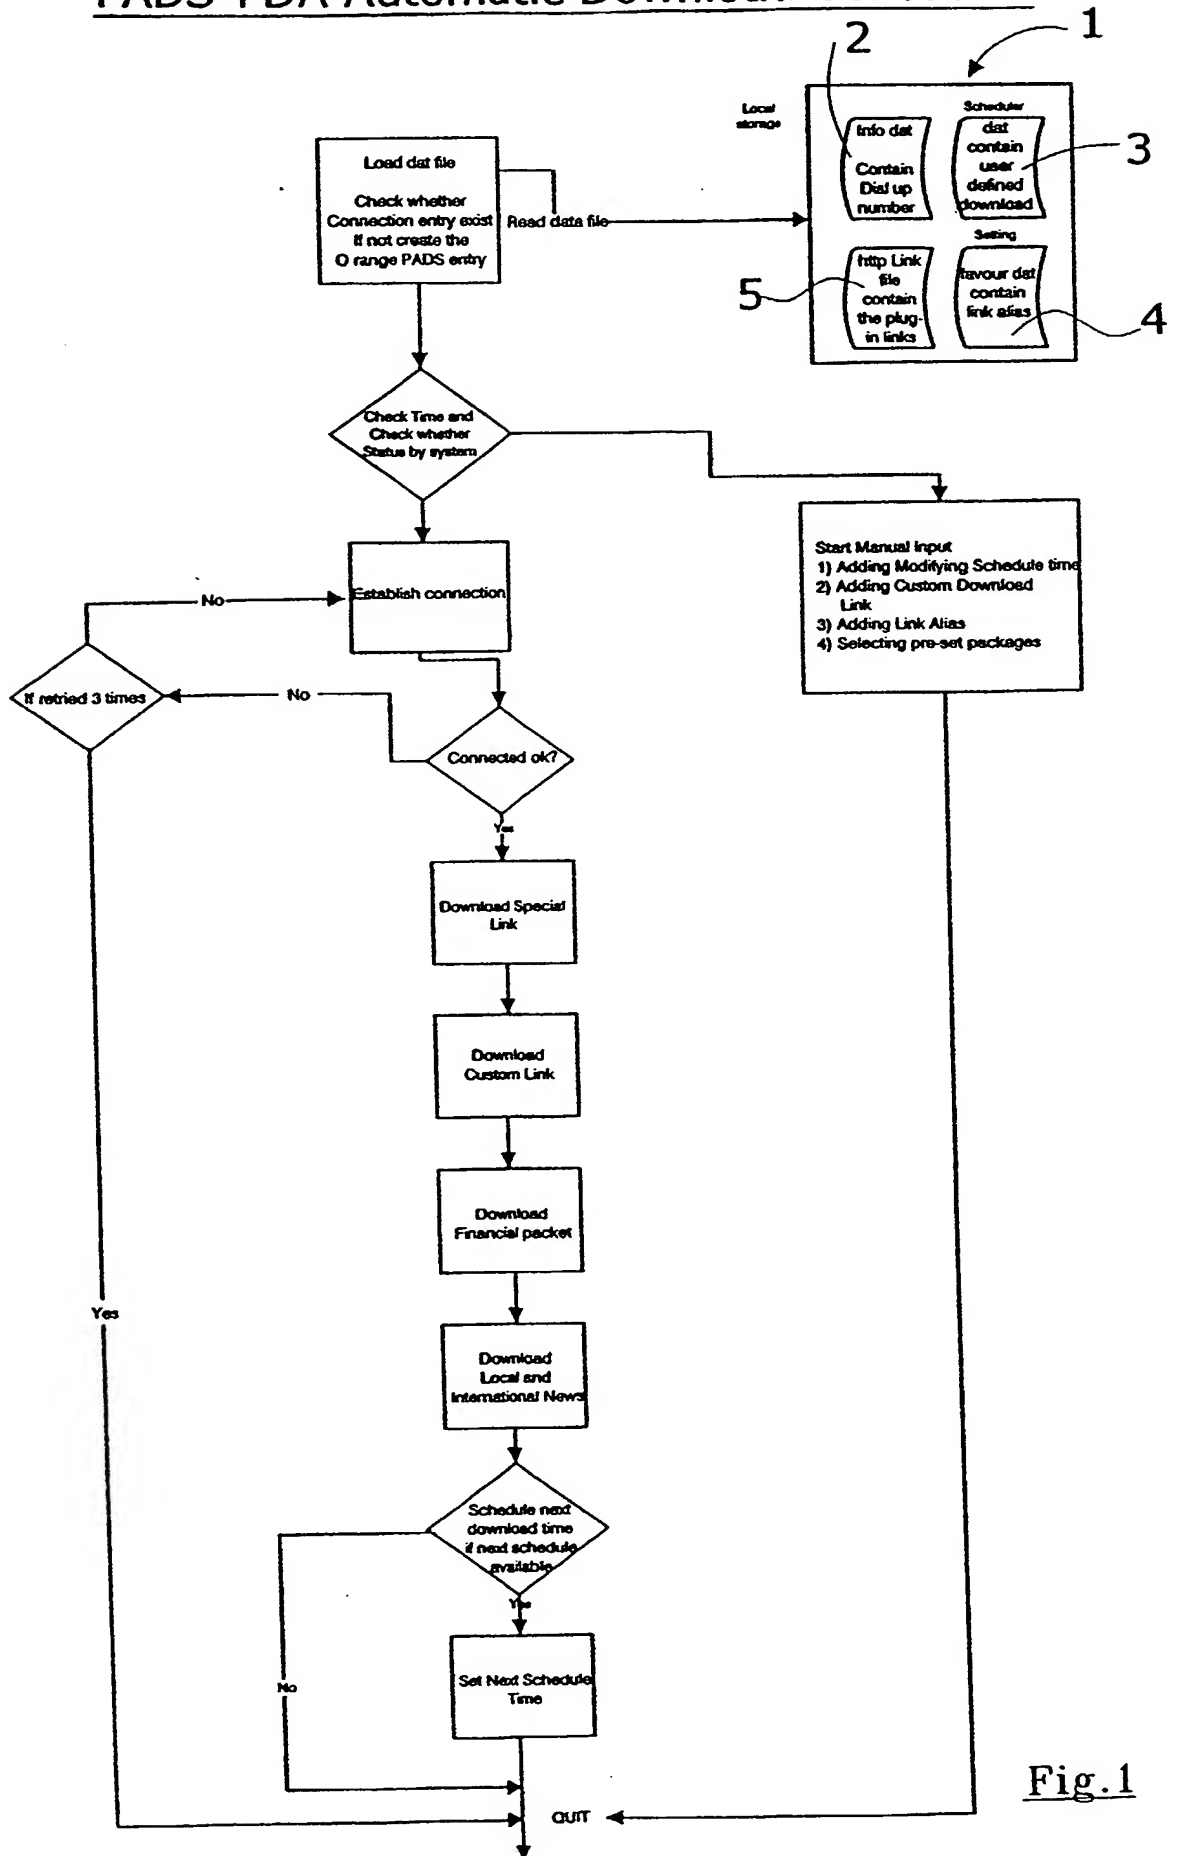 PADS-PDA Automatic Download
1
2
Local
storage
Scheduler
Info dat
Contain
Dial up
number
dat
contain
user
defined
download
3
Setting
http Link
file
contain
the plug-
in links
favour dat
contain
link alias
5
4
Load dat file
Check whether
Connection entry exist
If not create the
O range PADS entry
Read data file
Check Time and
Check whether
Status by system
Start Manual Input
1) Adding Modifying Schedule time
2) Adding Custom Download
Link
3) Adding Link Alias
4) Selecting pre-set packages
Establish connection
No
If retried 3 times
No
Connected ok?
Yes
Download Special
Link
Download
Custom Link
Download
Financial packet
Yes
Download
Local and
International News
Schedule next
download time
if next schedule
available
Yes
No
Set Next Schedule
Time
QUIT
Fig.1